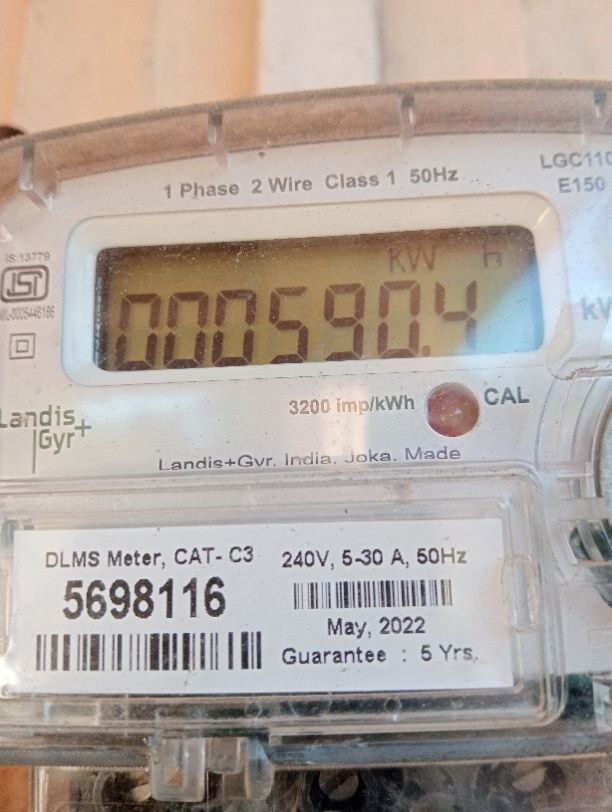 1 Phase 2 Wire Class 1 50Hz
LGC110
E150
IS:13779
ISI
KW h
000590.4
3200 imp/kWh
CAL
Landis+
Gyr
Landis+Gyr. India. Joka. Made
DLMS Meter, CAT- C3
5698116
240V, 5-30 A, 50Hz
May, 2022
Guarantee : 5 Yrs.